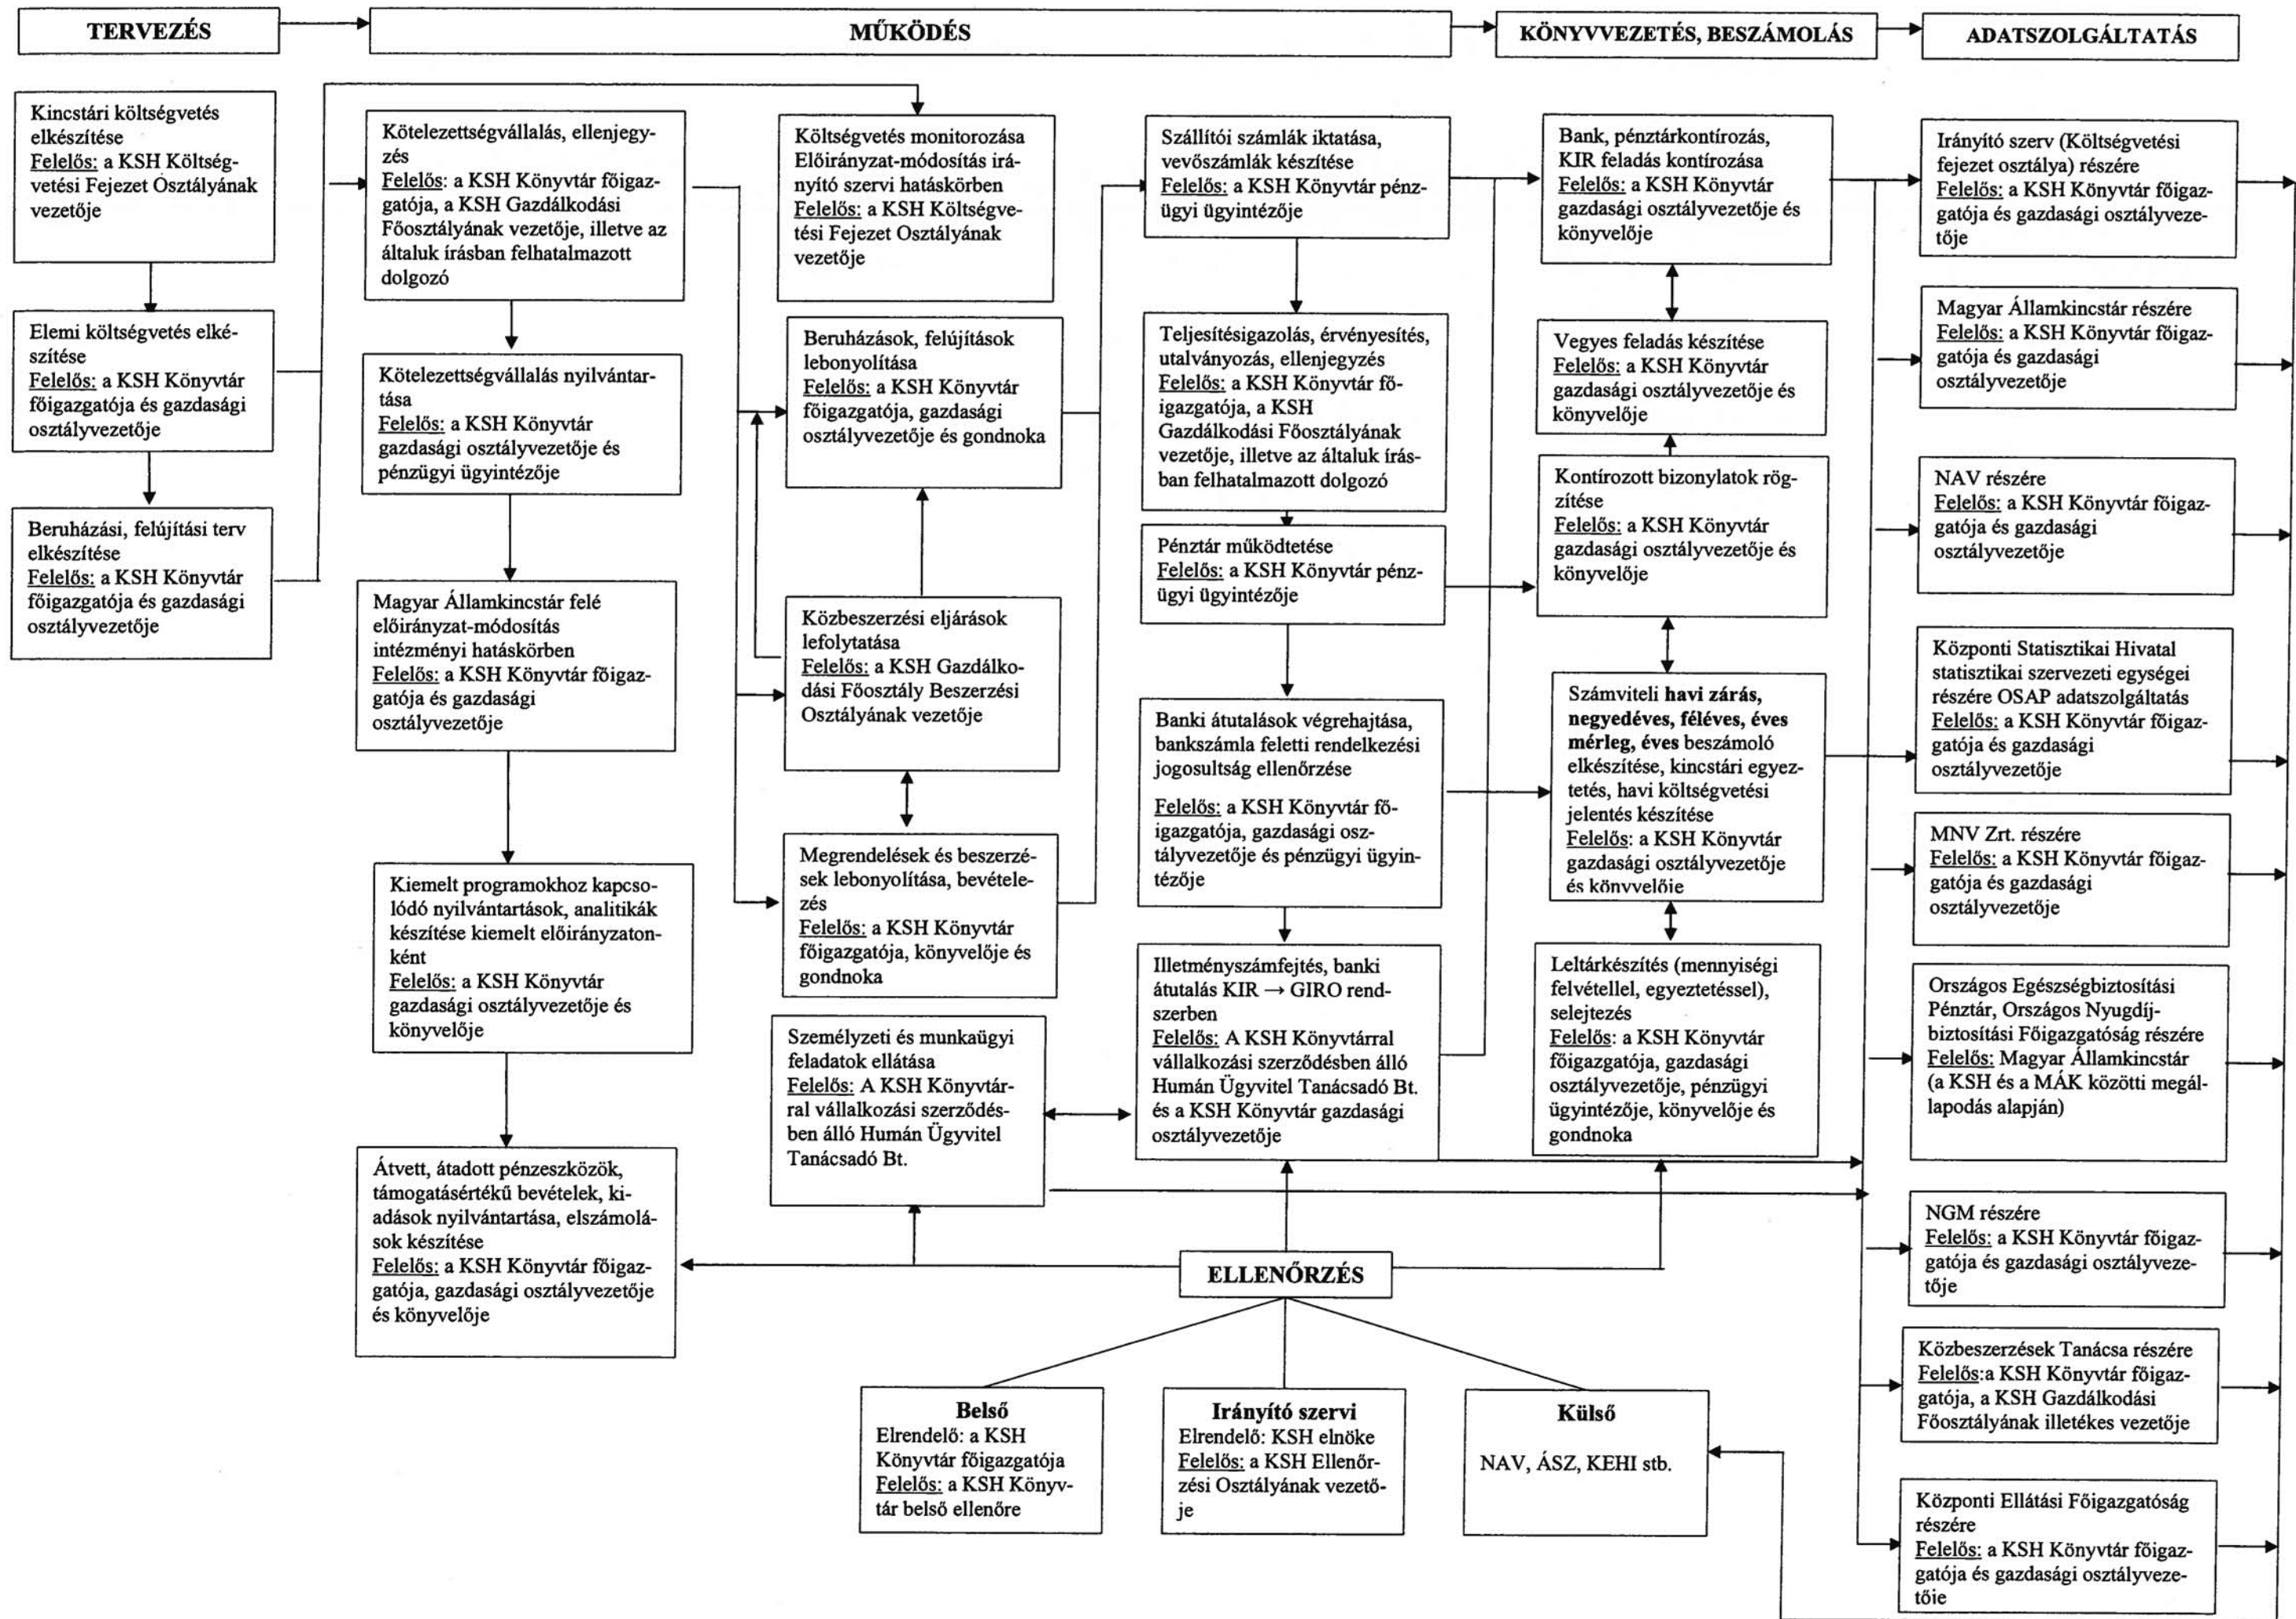 TERVEZÉS
MŰKÖDÉS
KÖNYVVEZETÉS, BESZÁMOLÁS
ADATSZOLGÁLTATÁS
Kincstári költségvetés
elkészítése
Felelős: a KSH Költség-
vetési Fejezet Osztályának
vezetője
Elemi költségvetés elké-
szítése
Felelős: a KSH Könyvtár
főigazgatója és gazdasági
osztályvezetője
Beruházási, felújítási terv
elkészítése
Felelős: a KSH Könyvtár
főigazgatója és gazdasági
osztályvezetője
Kötelezettségvállalás, ellenjegy-
zés
Felelős: a KSH Könyvtár főigaz-
gatója, a KSH Gazdálkodási
Főosztályának vezetője, illetve az
általuk írásban felhatalmazott
dolgozó
Kötelezettségvállalás nyilvántar-
tása
Felelős: a KSH Könyvtár
gazdasági osztályvezetője és
pénzügyi ügyintézője
Magyar Államkincstár felé
előirányzat-módosítás
intézményi hatáskörben
Felelős: a KSH Könyvtár főigaz-
gatója és gazdasági
osztályvezetője
Kiemelt programokhoz kapcso-
lódó nyilvántartások, analitikák
készítése kiemelt előirányzaton-
ként
Felelős: a KSH Könyvtár
gazdasági osztályvezetője és
könyvelője
Átvett, átadott pénzeszközök,
támogatásértékű bevételek, ki-
adások nyilvántartása, elszámolá-
sok készítése
Felelős: a KSH Könyvtár főigaz-
gatója, gazdasági osztályvezetője
és könyvelője
Költségvetés monitorozása
Előirányzat-módosítás irá-
nyító szervi hatáskörben
Felelős: a KSH Költségve-
tési Fejezet Osztályának
vezetője
Beruházások, felújítások
lebonyolítása
Felelős: a KSH Könyvtár
főigazgatója, gazdasági
osztályvezetője és gondnoka
Közbeszerzési eljárások
lefolytatása
Felelős: a KSH Gazdálko-
dási Főosztály Beszerzési
Osztályának vezetője
Megrendelések és beszerzé-
sek lebonyolítása, bevétele-
zés
Felelős: a KSH Könyvtár
főigazgatója, könyvelője és
gondnoka
Személyzeti és munkaügyi
feladatok ellátása
Felelős: A KSH Könyvtár-
ral vállalkozási szerződés-
ben álló Humán Ügyvitel
Tanácsadó Bt.
Szállítói számlák iktatása,
vevőszámlák készítése
Felelős: a KSH Könyvtár pénz-
ügyi ügyintézője
Teljesítésigazolás, érvényesítés,
utalványozás, ellenjegyzés
Felelős: a KSH Könyvtár fő-
igazgatója, a KSH
Gazdálkodási Főosztályának
vezetője, illetve az általuk írás-
ban felhatalmazott dolgozó
Pénztár működtetése
Felelős: a KSH Könyvtár pénz-
ügyi ügyintézője
Banki átutalások végrehajtása,
bankszámla feletti rendelkezési
jogosultság ellenőrzése
Felelős: a KSH Könyvtár fő-
igazgatója, gazdasági osz-
tályvezetője és pénzügyi ügyin-
tézője
Illetményszámfejtés, banki
átutalás KIR → GIRO rend-
szerben
Felelős: A KSH Könyvtárral
vállalkozási szerződésben álló
Humán Ügyvitel Tanácsadó Bt.
és a KSH Könyvtár gazdasági
osztályvezetője
Bank, pénztárkontírozás,
KIR feladás kontírozása
Felelős: a KSH Könyvtár
gazdasági osztályvezetője és
könyvelője
Vegyes feladás készítése
Felelős: a KSH Könyvtár
gazdasági osztályvezetője és
könyvelője
Kontírozott bizonylatok rög-
zítése
Felelős: a KSH Könyvtár
gazdasági osztályvezetője és
könyvelője
Számviteli havi zárás,
negyedéves, féléves, éves
mérleg, éves beszámoló
elkészítése, kincstári egyez-
tetés, havi költségvetési
jelentés készítése
Felelős: a KSH Könyvtár
gazdasági osztályvezetője
és könyvelője
Leltárkészítés (mennyiségi
felvétellel, egyeztetéssel),
selejtezés
Felelős: a KSH Könyvtár
főigazgatója, gazdasági
osztályvezetője, pénzügyi
ügyintézője, könyvelője és
gondnoka
Irányító szerv (Költségvetési
fejezet osztálya) részére
Felelős: a KSH Könyvtár főigaz-
gatója és gazdasági osztályveze-
tője
Magyar Államkincstár részére
Felelős: a KSH Könyvtár főigaz-
gatója és gazdasági
osztályvezetője
NAV részére
Felelős: a KSH Könyvtár főigaz-
gatója és gazdasági
osztályvezetője
Központi Statisztikai Hivatal
statisztikai szervezeti egységei
részére OSAP adatszolgáltatás
Felelős: a KSH Könyvtár főigaz-
gatója és gazdasági
osztályvezetője
MNV Zrt. részére
Felelős: a KSH Könyvtár főigaz-
gatója és gazdasági
osztályvezetője
Országos Egészségbiztosítási
Pénztár, Országos Nyugdíj-
biztosítási Főigazgatóság részére
Felelős: Magyar Államkincstár
(a KSH és a MÁK közötti megál-
lapodás alapján)
NGM részére
Felelős: a KSH Könyvtár főigaz-
gatója és gazdasági osztályveze-
tője
Közbeszerzések Tanácsa részére
Felelős:a KSH Könyvtár főigaz-
gatója, a KSH Gazdálkodási
Főosztályának illetékes vezetője
Központi Ellátási Főigazgatóság
részére
Felelős: a KSH Könyvtár főigaz-
gatója és gazdasági osztályveze-
tője
ELLENŐRZÉS
Belső
Elrendelő: a KSH
Könyvtár főigazgatója
Felelős: a KSH Könyv-
tár belső ellenőre
Irányító szervi
Elrendelő: KSH elnöke
Felelős: a KSH Ellenőr-
zési Osztályának vezető-
je
Külső
NAV, ÁSZ, KEHI stb.